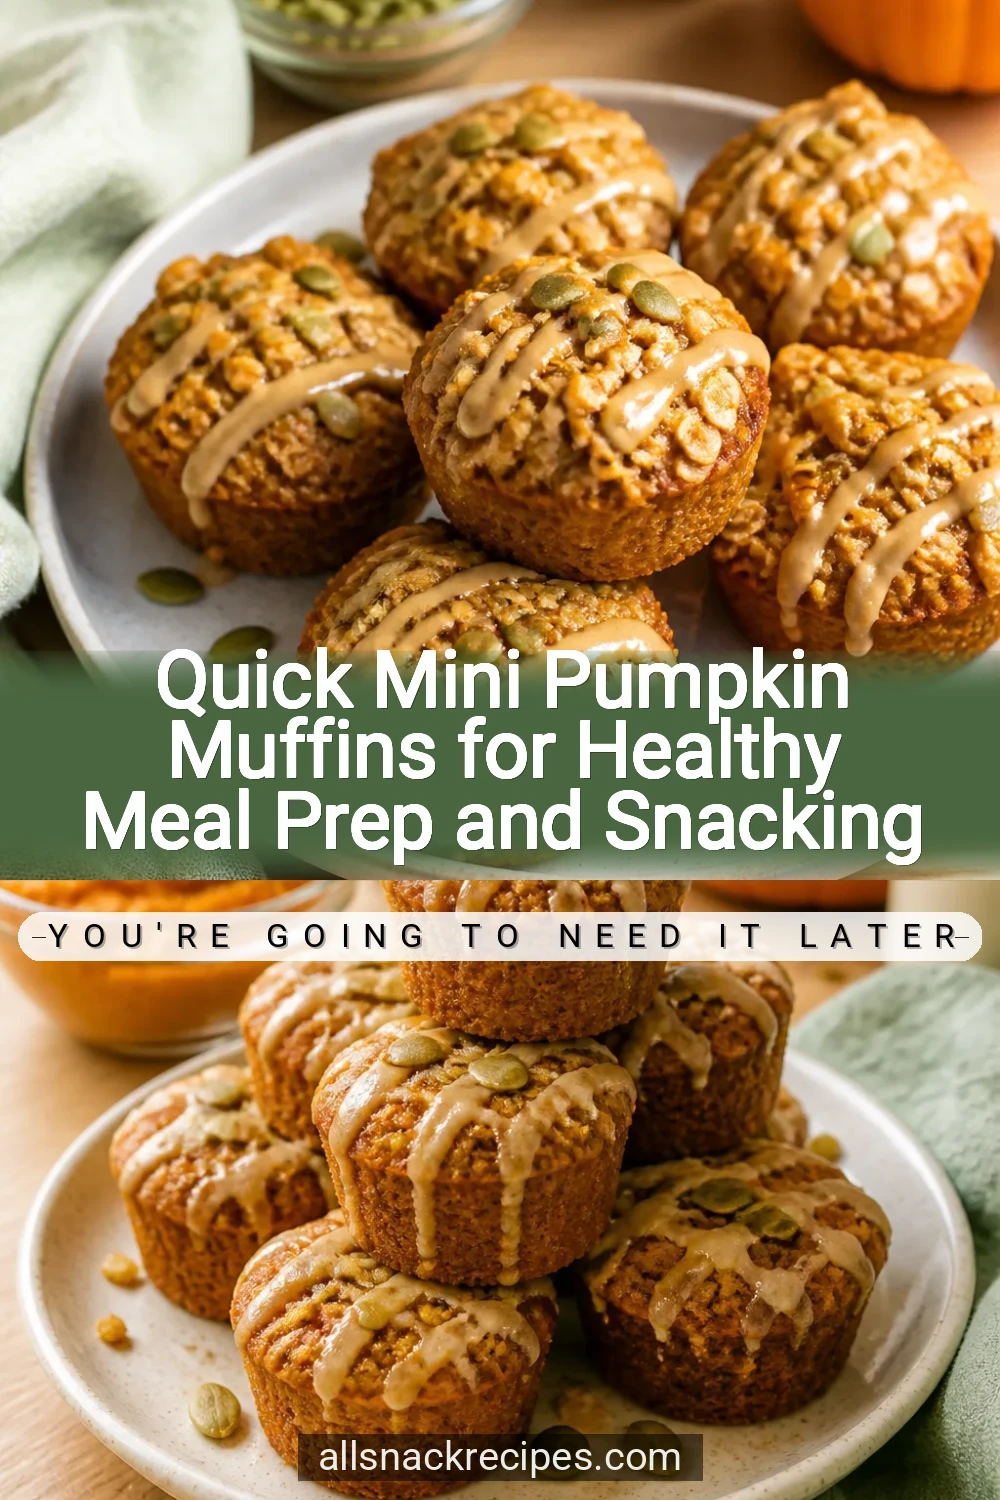 Quick Mini Pumpkin
Muffins for Healthy
Meal Prep and Snacking
-YOU'RE GOING TO NEED IT LATER-
allsnackrecipes.com